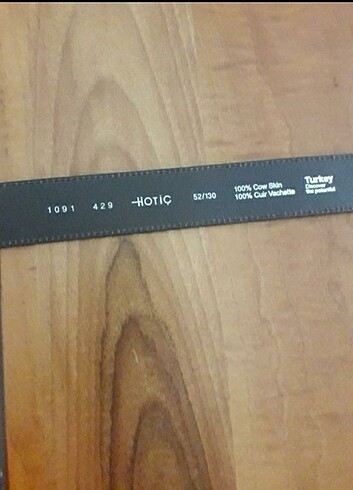 1091 429 HOTİÇ 52/130
100% Cow Skin
100% Cuir Vachette
Turkey
Discover
the potential